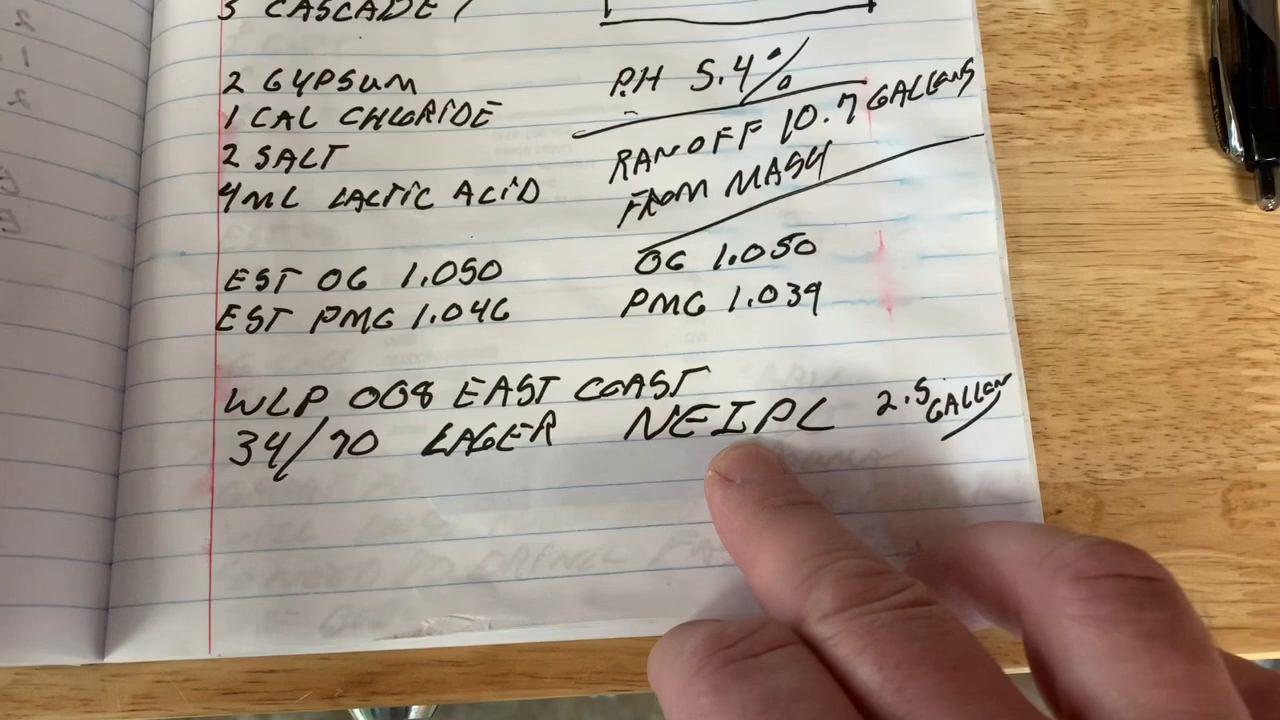 3 CASCADE
2 GYPSUM
1 CAL CHLORIDE
2 SALT
4ML LACTIC ACID
PH 5.4%
RANOFF 10.7 GALLONS
FROM MASH
EST OG 1.050
EST PMG 1.046
OG 1.050
PMG 1.039
WLP 008 EAST COAST
34/70 LAGER NEIPL 2.5 GALLON